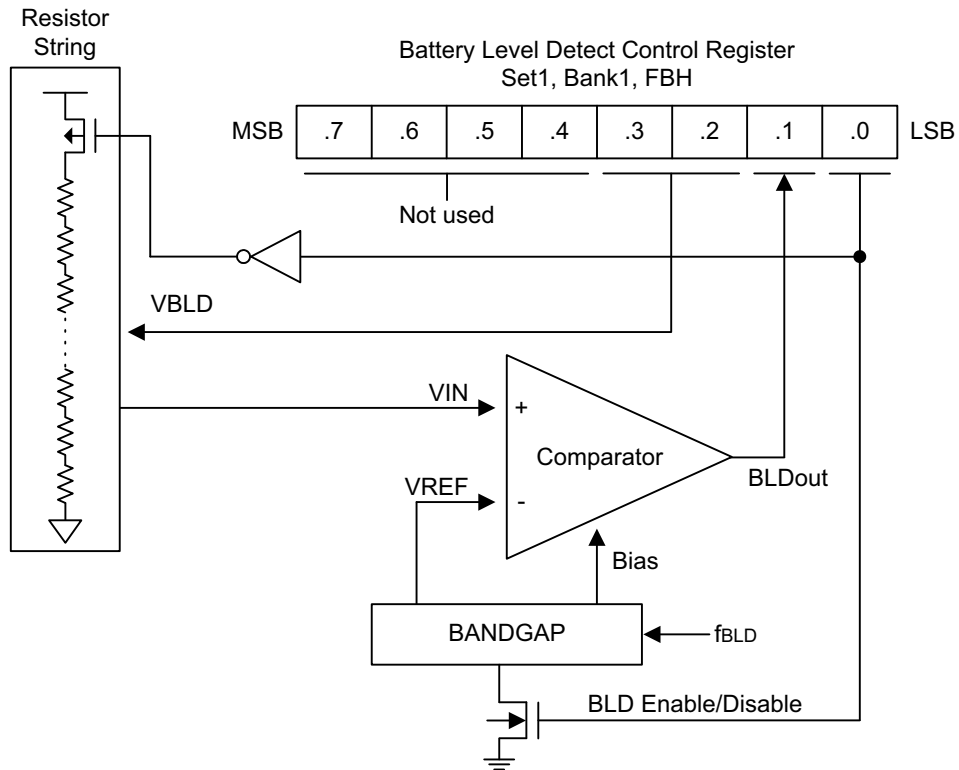 Resistor
String
Battery Level Detect Control Register
Set1, Bank1, FBH
MSB .7 .6 .5 .4 .3 .2 .1 .0 LSB
Not used
VBLD
VIN
+
Comparator
BLDout
VREF
-
Bias
BANDGAP
fBLD
BLD Enable/Disable